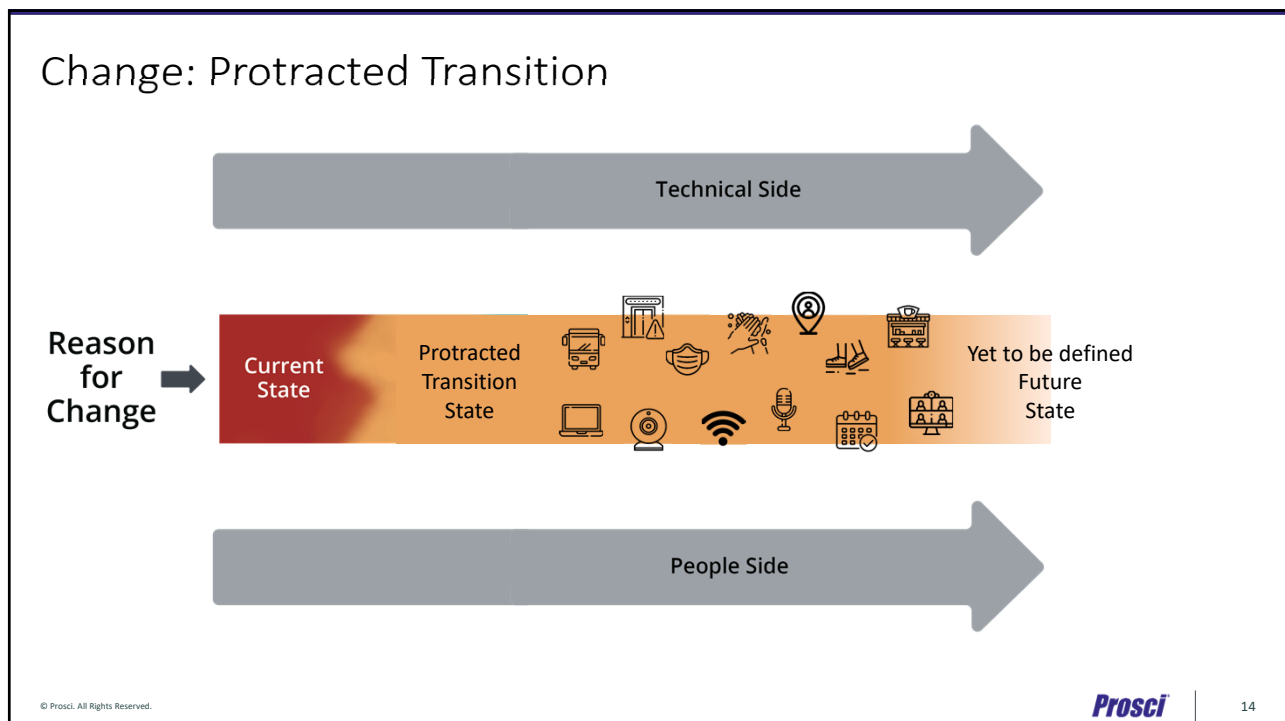 Change: Protracted Transition
Technical Side
Reason
for
Change
Current
State
Protracted
Transition
State
Yet to be defined
Future
State
People Side
© Prosci. All Rights Reserved.
Prosci
14